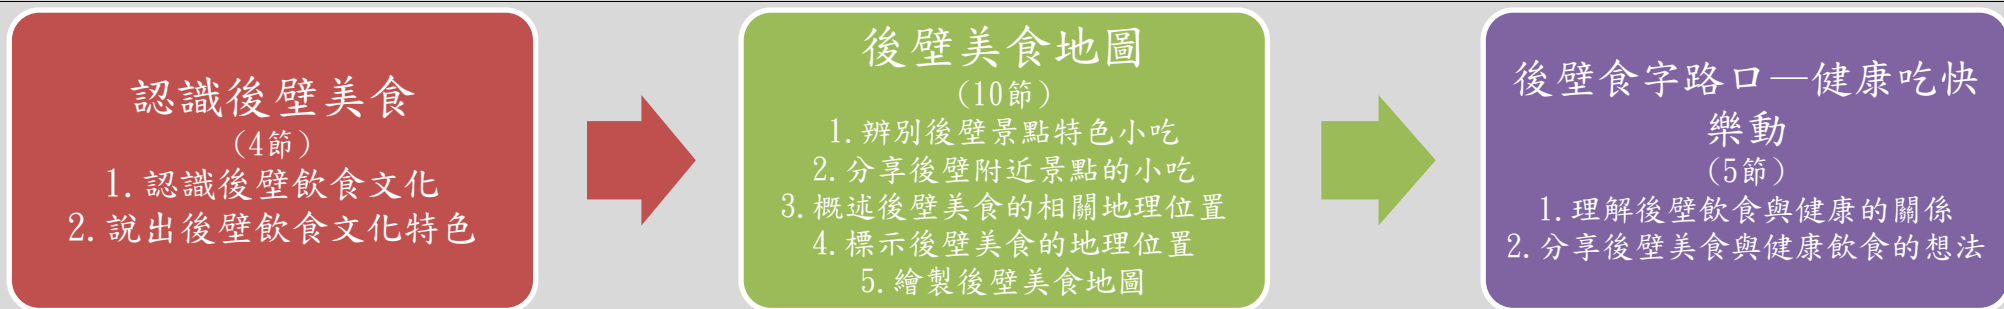 認識後壁美食
（4節）
1.認識後壁飲食文化
2.說出後壁飲食文化特色
後壁美食地圖
（10節）
1.辨別後壁景點特色小吃
2.分享後壁附近景點的小吃
3.概述後壁美食的相關地理位置
4.標示後壁美食的地理位置
5.繪製後壁美食地圖
後壁食字路口—健康吃快
樂動
（5節）
1.理解後壁飲食與健康的關係
2.分享後壁美食與健康飲食的想法